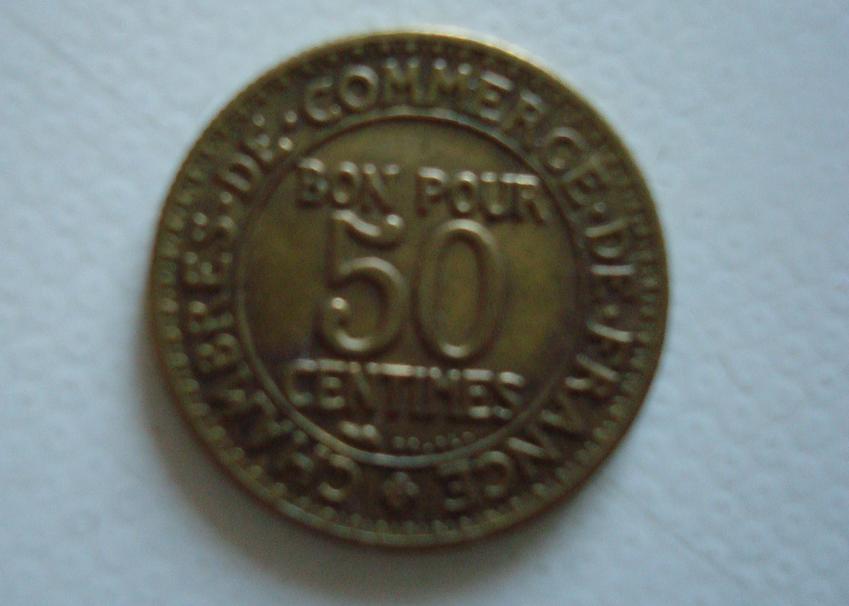 CHAMBRES·DE·COMMERCE·DE·FRANCE
BON POUR
50
CENTIMES